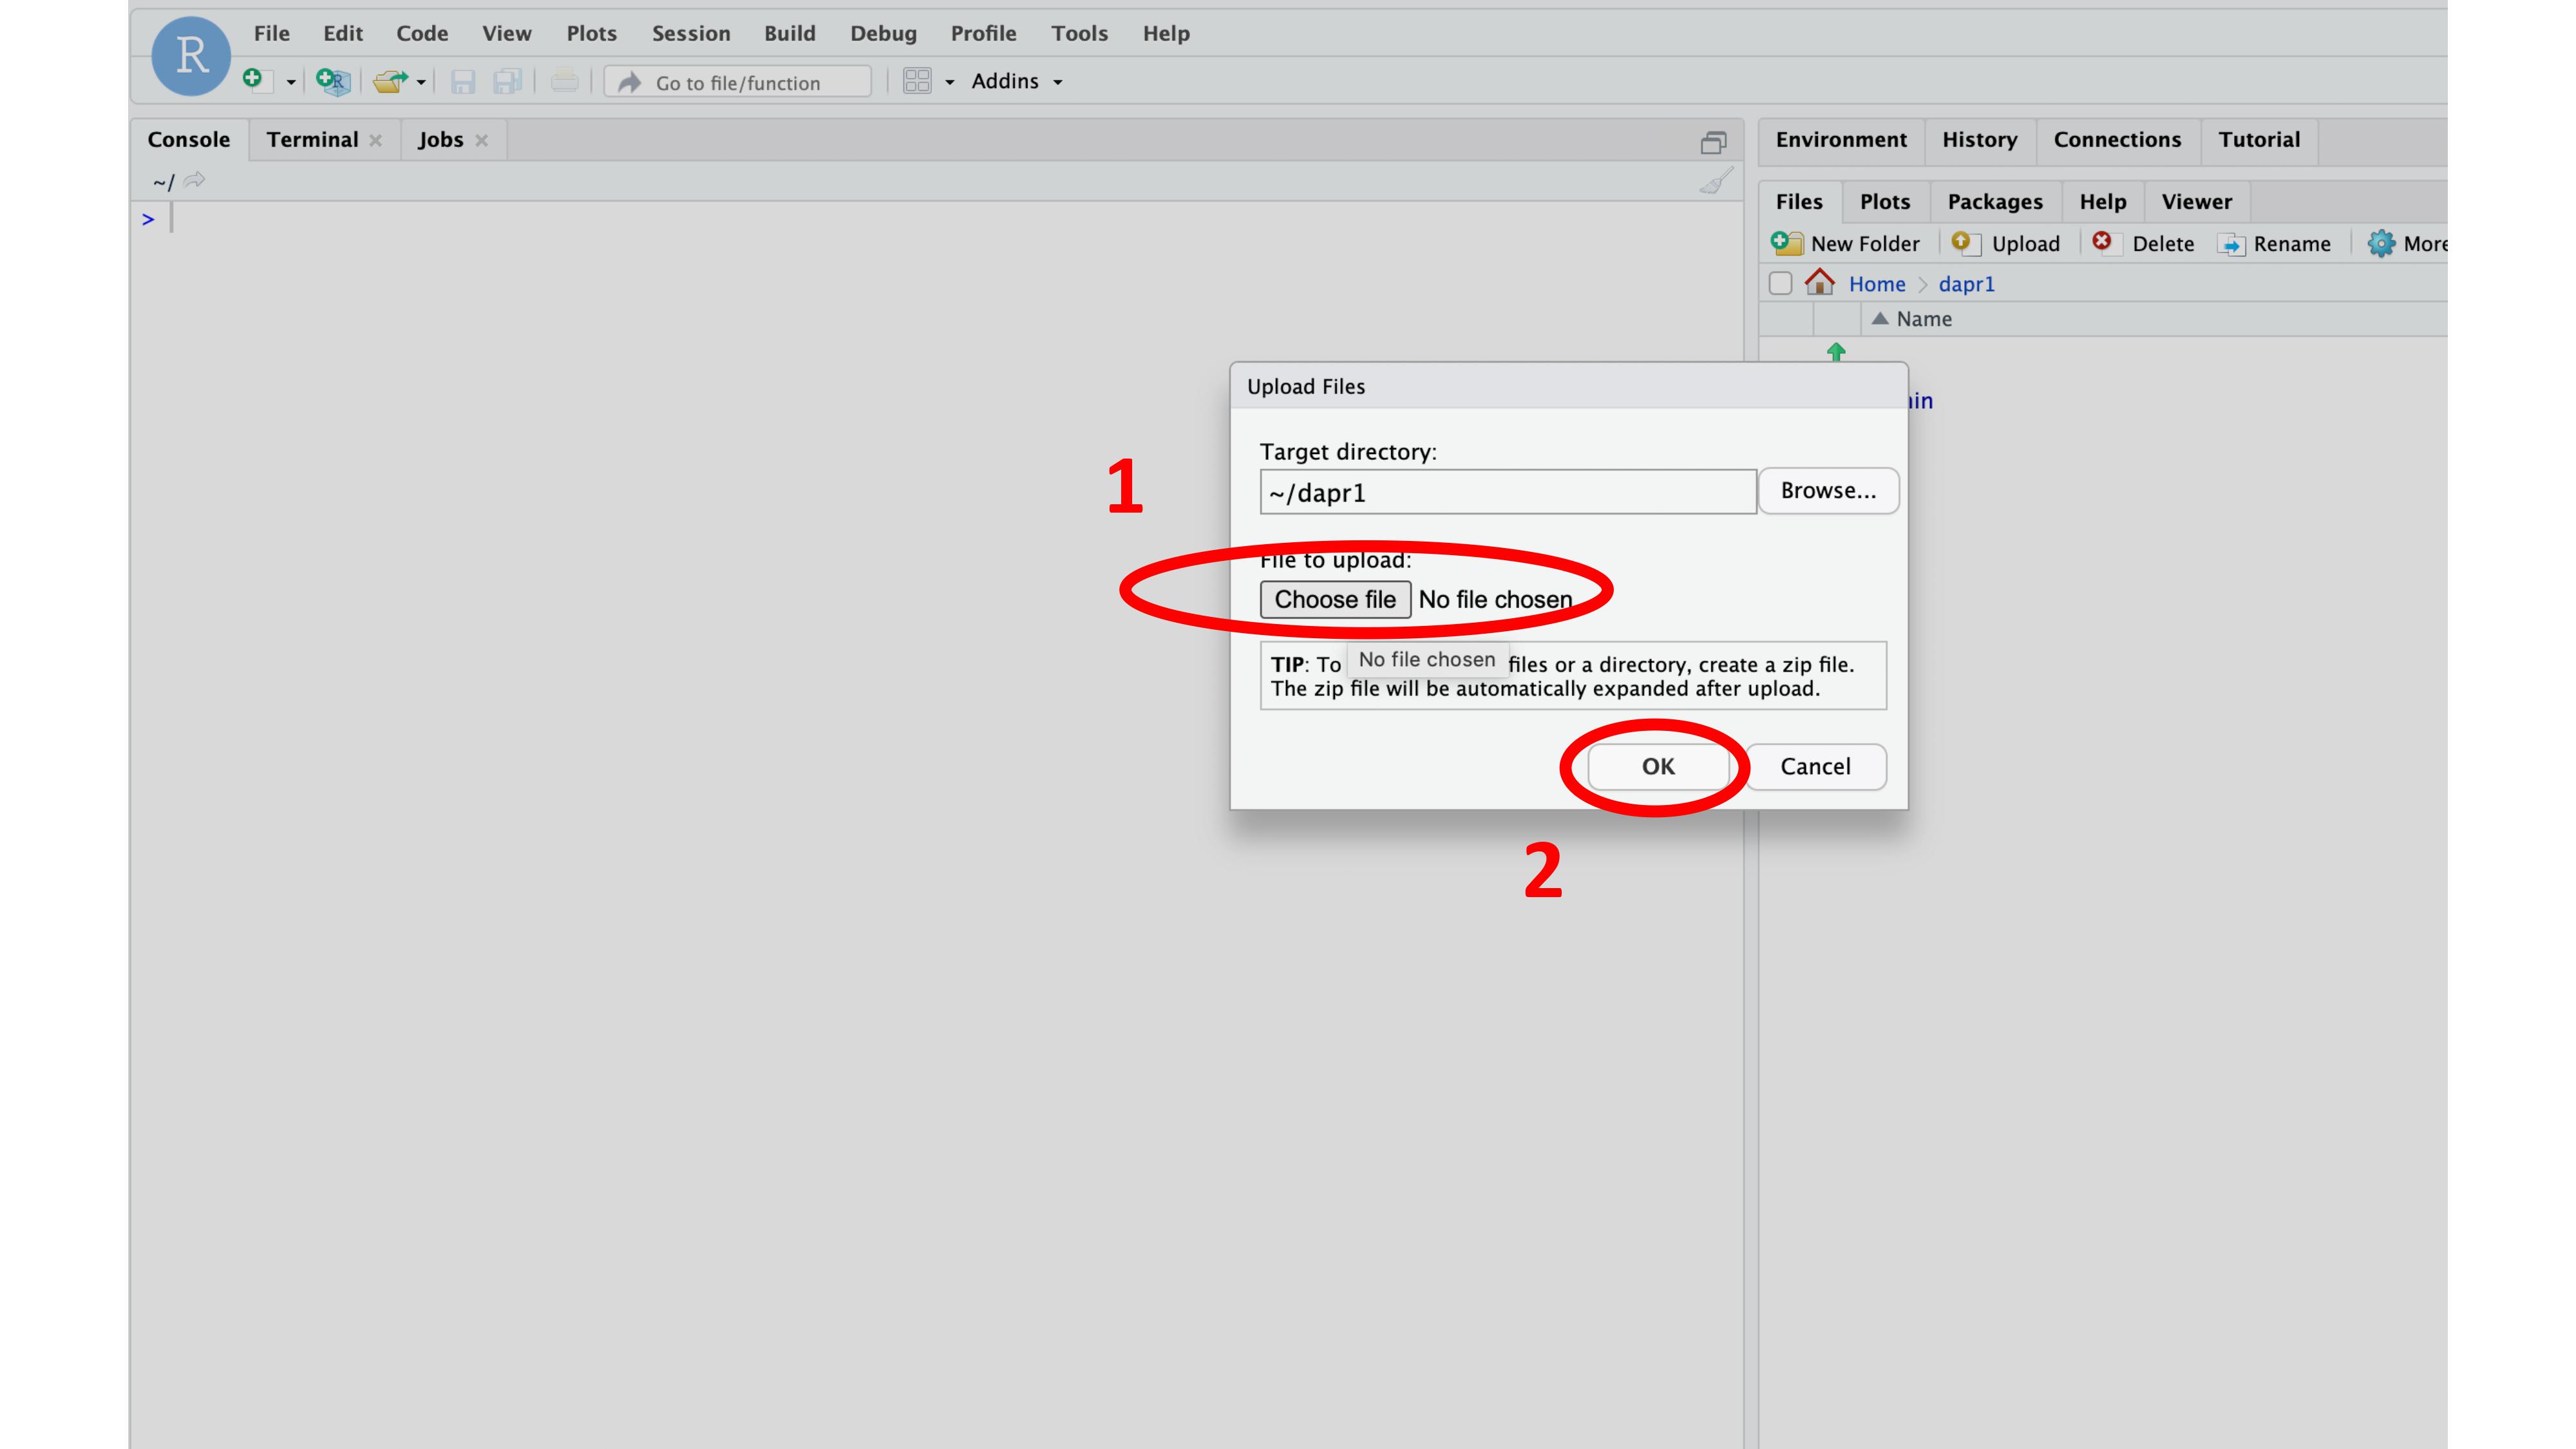 R
File Edit Code View Plots Session Build Debug Profile Tools Help
Go to file/function Addins
Console Terminal Jobs
~/
>
Environment History Connections Tutorial
Files Plots Packages Help Viewer
New Folder Upload Delete Rename More
Home dapr1
Name
Upload Files
Target directory:
~/dapr1 Browse...
1
File to upload:
Choose file No file chosen
TIP: To No file chosen files or a directory, create a zip file.
The zip file will be automatically expanded after upload.
OK Cancel
2